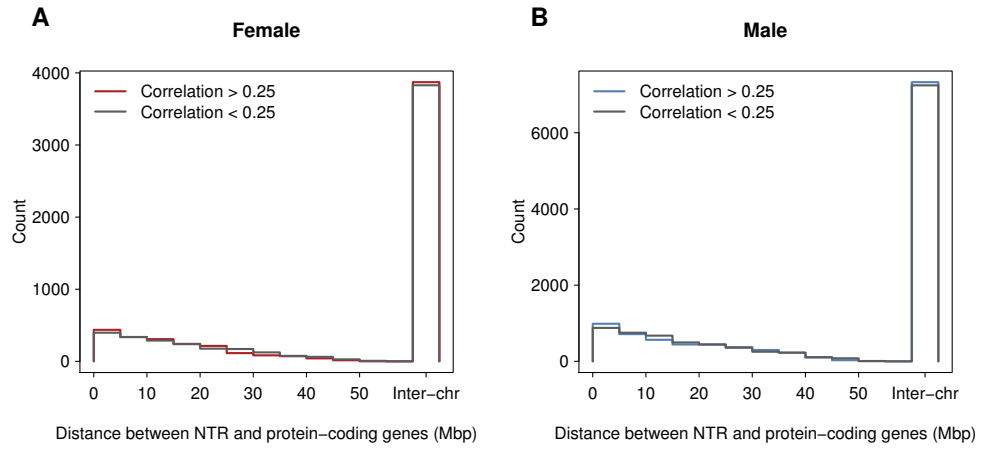 A
Female
Correlation > 0.25
Correlation < 0.25
4000
3000
2000
1000
0
Count
0 10 20 30 40 50 Inter−chr
Distance between NTR and protein−coding genes (Mbp)
B
Male
Correlation > 0.25
Correlation < 0.25
6000
4000
2000
0
Count
0 10 20 30 40 50 Inter−chr
Distance between NTR and protein−coding genes (Mbp)